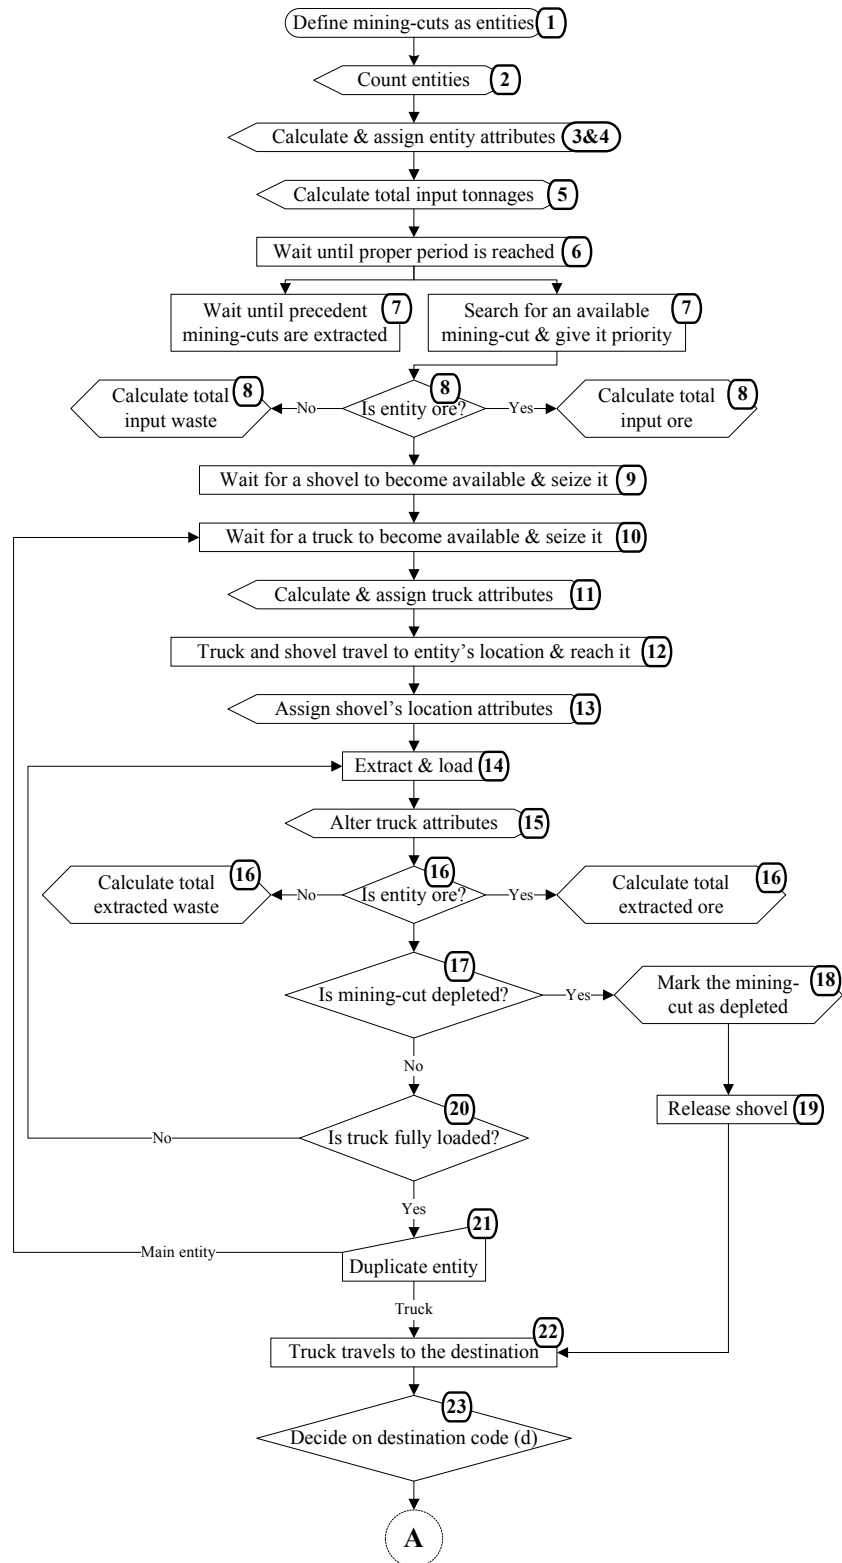 Define mining-cuts as entities 1
Count entities 2
Calculate & assign entity attributes 3&4
Calculate total input tonnages 5
Wait until proper period is reached 6
Wait until precedent
mining-cuts are extracted 7
Search for an available
mining-cut & give it priority 7
Calculate total
input waste 8
No
Is entity ore? 8
Yes
Calculate total
input ore 8
Wait for a shovel to become available & seize it 9
Wait for a truck to become available & seize it 10
Calculate & assign truck attributes 11
Truck and shovel travel to entity's location & reach it 12
Assign shovel's location attributes 13
Extract & load 14
Alter truck attributes 15
Calculate total
extracted waste 16
No
Is entity ore? 16
Yes
Calculate total
extracted ore 16
Is mining-cut depleted? 17
Yes
Mark the mining-
cut as depleted 18
No
Release shovel 19
Is truck fully loaded? 20
No
Yes
Main entity
Duplicate entity 21
Truck
Truck travels to the destination 22
Decide on destination code (d) 23
A